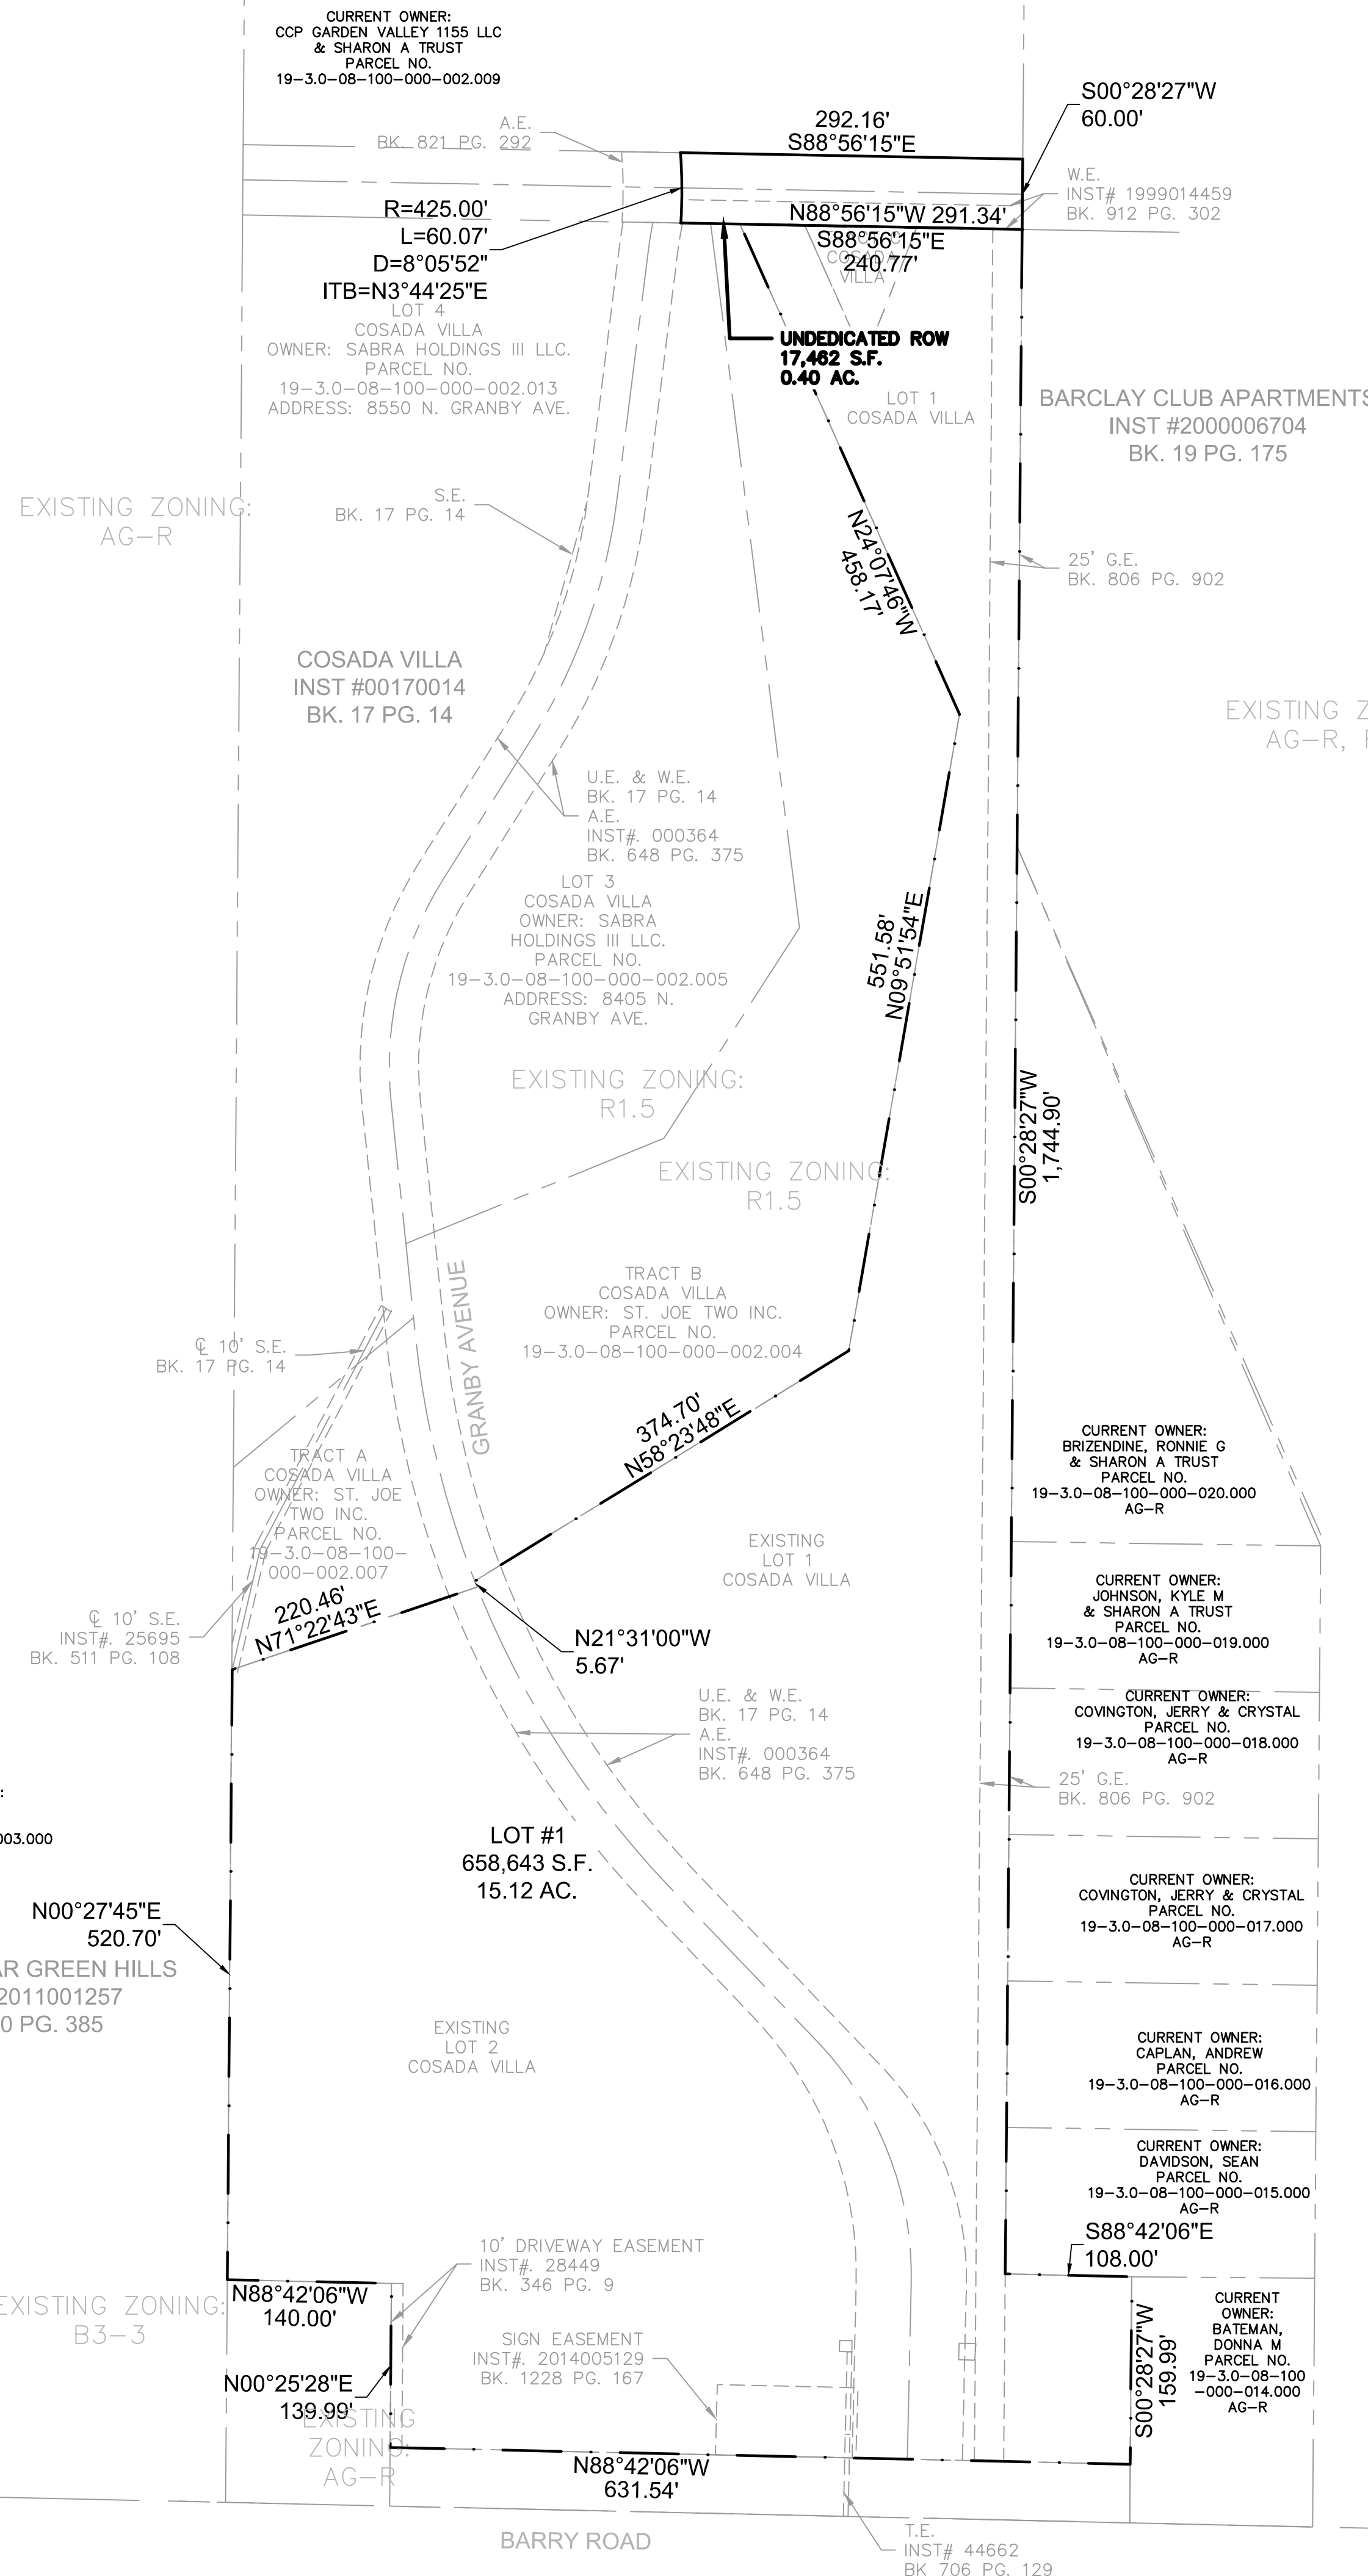 CURRENT OWNER:
CCP GARDEN VALLEY 1155 LLC
& SHARON A TRUST
PARCEL NO.
19-3.0-08-100-000-002.009
S00°28'27"W
60.00'
292.16'
S88°56'15"E
A.E.
BK. 821 PG. 292
W.E.
INST# 1999014459
BK. 912 PG. 302
R=425.00'
L=60.07'
D=8°05'52"
ITB=N3°44'25"E
N88°56'15"W 291.34'
S88°56'15"E
240.77'
COSADA
VILLA
LOT 4
COSADA VILLA
OWNER: SABRA HOLDINGS III LLC.
PARCEL NO.
19-3.0-08-100-000-002.013
ADDRESS: 8550 N. GRANBY AVE.
UNDEDICATED ROW
17,462 S.F.
0.40 AC.
LOT 1
COSADA VILLA
BARCLAY CLUB APARTMENTS
INST #2000006704
BK. 19 PG. 175
EXISTING ZONING:
AG-R
S.E.
BK. 17 PG. 14
N24°07'46"W
458.17'
25' G.E.
BK. 806 PG. 902
COSADA VILLA
INST #00170014
BK. 17 PG. 14
EXISTING Z
AG-R,
U.E. & W.E.
BK. 17 PG. 14
A.E.
INST#. 000364
BK. 648 PG. 375
LOT 3
COSADA VILLA
OWNER: SABRA
HOLDINGS III LLC.
PARCEL NO.
19-3.0-08-100-000-002.005
ADDRESS: 8405 N.
GRANBY AVE.
551.58'
N09°51'54"E
EXISTING ZONING:
R1.5
S00°28'27"W
1,744.90'
EXISTING ZONING:
R1.5
TRACT B
COSADA VILLA
OWNER: ST. JOE TWO INC.
PARCEL NO.
19-3.0-08-100-000-002.004
GRANBY AVENUE
℄ 10' S.E.
BK. 17 PG. 14
374.70'
N58°23'48"E
CURRENT OWNER:
BRIZENDINE, RONNIE G
& SHARON A TRUST
PARCEL NO.
19-3.0-08-100-000-020.000
AG-R
TRACT A
COSADA VILLA
OWNER: ST. JOE
TWO INC.
PARCEL NO.
19-3.0-08-100-
000-002.007
EXISTING
LOT 1
COSADA VILLA
CURRENT OWNER:
JOHNSON, KYLE M
& SHARON A TRUST
PARCEL NO.
19-3.0-08-100-000-019.000
AG-R
220.46'
N71°22'43"E
℄ 10' S.E.
INST#. 25695
BK. 511 PG. 108
N21°31'00"W
5.67'
U.E. & W.E.
BK. 17 PG. 14
A.E.
INST#. 000364
BK. 648 PG. 375
CURRENT OWNER:
COVINGTON, JERRY & CRYSTAL
PARCEL NO.
19-3.0-08-100-000-018.000
AG-R
25' G.E.
BK. 806 PG. 902
:
003.000
LOT #1
658,643 S.F.
15.12 AC.
CURRENT OWNER:
COVINGTON, JERRY & CRYSTAL
PARCEL NO.
19-3.0-08-100-000-017.000
AG-R
N00°27'45"E
520.70'
AR GREEN HILLS
2011001257
0 PG. 385
EXISTING
LOT 2
COSADA VILLA
CURRENT OWNER:
CAPLAN, ANDREW
PARCEL NO.
19-3.0-08-100-000-016.000
AG-R
CURRENT OWNER:
DAVIDSON, SEAN
PARCEL NO.
19-3.0-08-100-000-015.000
AG-R
S88°42'06"E
108.00'
10' DRIVEWAY EASEMENT
INST#. 28449
BK. 346 PG. 9
N88°42'06"W
140.00'
EXISTING ZONING:
B3-3
CURRENT
OWNER:
BATEMAN,
DONNA M
PARCEL NO.
19-3.0-08-100
-000-014.000
AG-R
SIGN EASEMENT
INST#. 2014005129
BK. 1228 PG. 167
S00°28'27"W
159.99'
N00°25'28"E
139.99'
EXISTING
ZONING:
AG-R
N88°42'06"W
631.54'
BARRY ROAD
T.E.
INST# 44662
BK 706 PG. 129